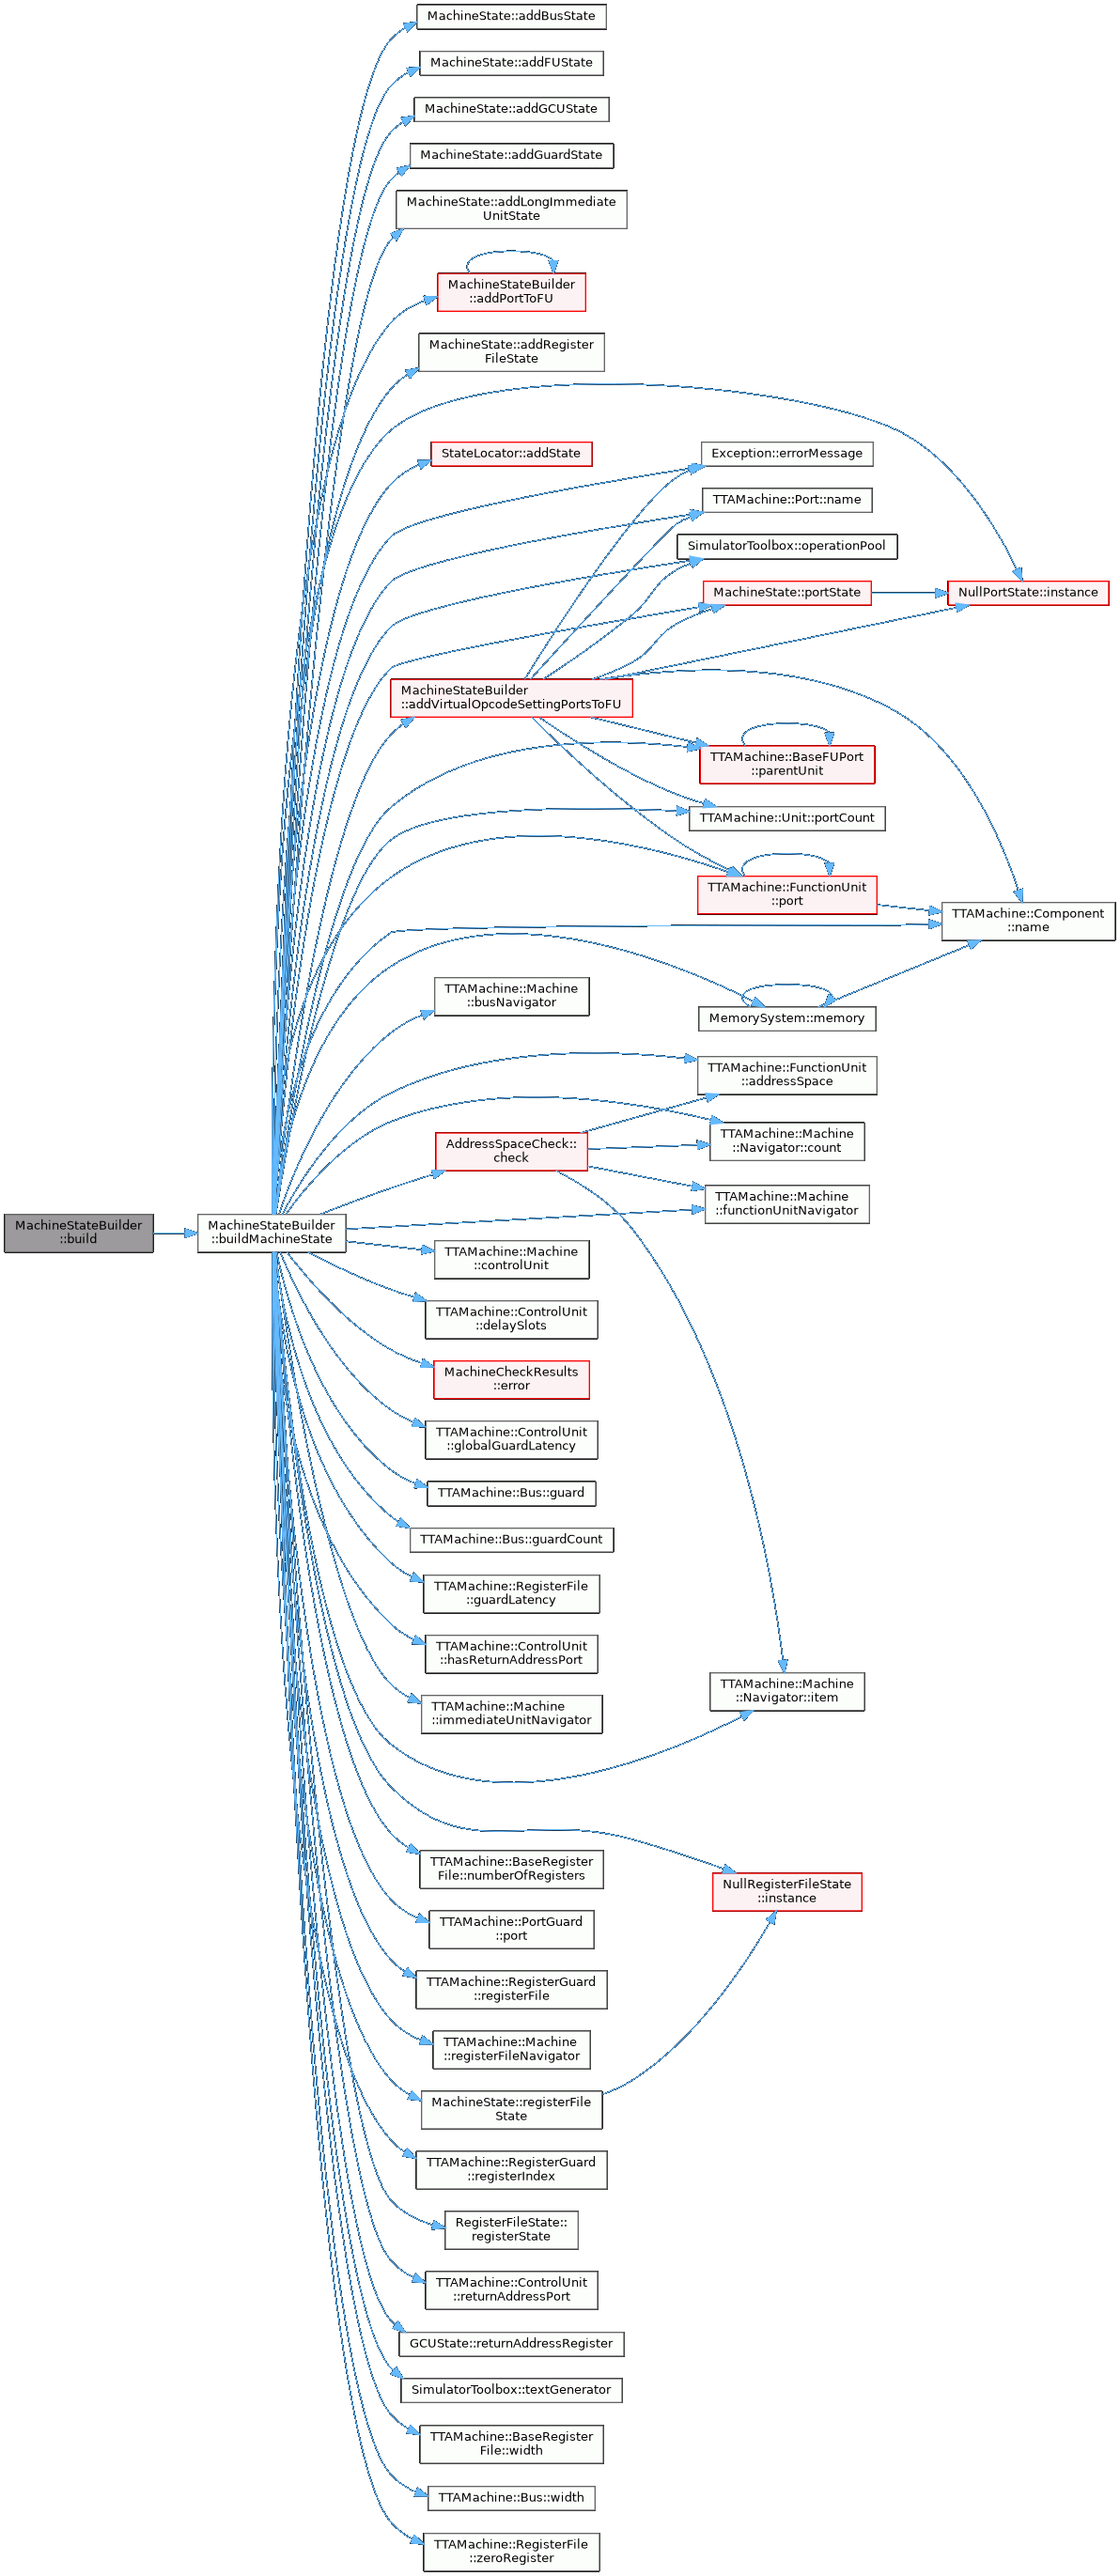 MachineState::addBusState
MachineState::addFUState
MachineState::addGCUState
MachineState::addGuardState
MachineState::addLongImmediate
UnitState
MachineStateBuilder
::addPortToFU
MachineState::addRegister
FileState
StateLocator::addState
Exception::errorMessage
TTAMachine::Port::name
SimulatorToolbox::operationPool
MachineState::portState
NullPortState::instance
MachineStateBuilder
::addVirtualOpcodeSettingPortsToFU
TTAMachine::BaseFUPort
::parentUnit
TTAMachine::Unit::portCount
TTAMachine::FunctionUnit
::port
TTAMachine::Component
::name
TTAMachine::Machine
::busNavigator
MemorySystem::memory
TTAMachine::FunctionUnit
::addressSpace
AddressSpaceCheck::
check
TTAMachine::Machine
::Navigator::count
TTAMachine::Machine
::functionUnitNavigator
MachineStateBuilder
::build
MachineStateBuilder
::buildMachineState
TTAMachine::Machine
::controlUnit
TTAMachine::ControlUnit
::delaySlots
MachineCheckResults
::error
TTAMachine::ControlUnit
::globalGuardLatency
TTAMachine::Bus::guard
TTAMachine::Bus::guardCount
TTAMachine::RegisterFile
::guardLatency
TTAMachine::ControlUnit
::hasReturnAddressPort
TTAMachine::Machine
::immediateUnitNavigator
TTAMachine::Machine
::Navigator::item
TTAMachine::BaseRegister
File::numberOfRegisters
NullRegisterFileState
::instance
TTAMachine::PortGuard
::port
TTAMachine::RegisterGuard
::registerFile
TTAMachine::Machine
::registerFileNavigator
MachineState::registerFile
State
TTAMachine::RegisterGuard
::registerIndex
RegisterFileState::
registerState
TTAMachine::ControlUnit
::returnAddressPort
GCUState::returnAddressRegister
SimulatorToolbox::textGenerator
TTAMachine::BaseRegister
File::width
TTAMachine::Bus::width
TTAMachine::RegisterFile
::zeroRegister